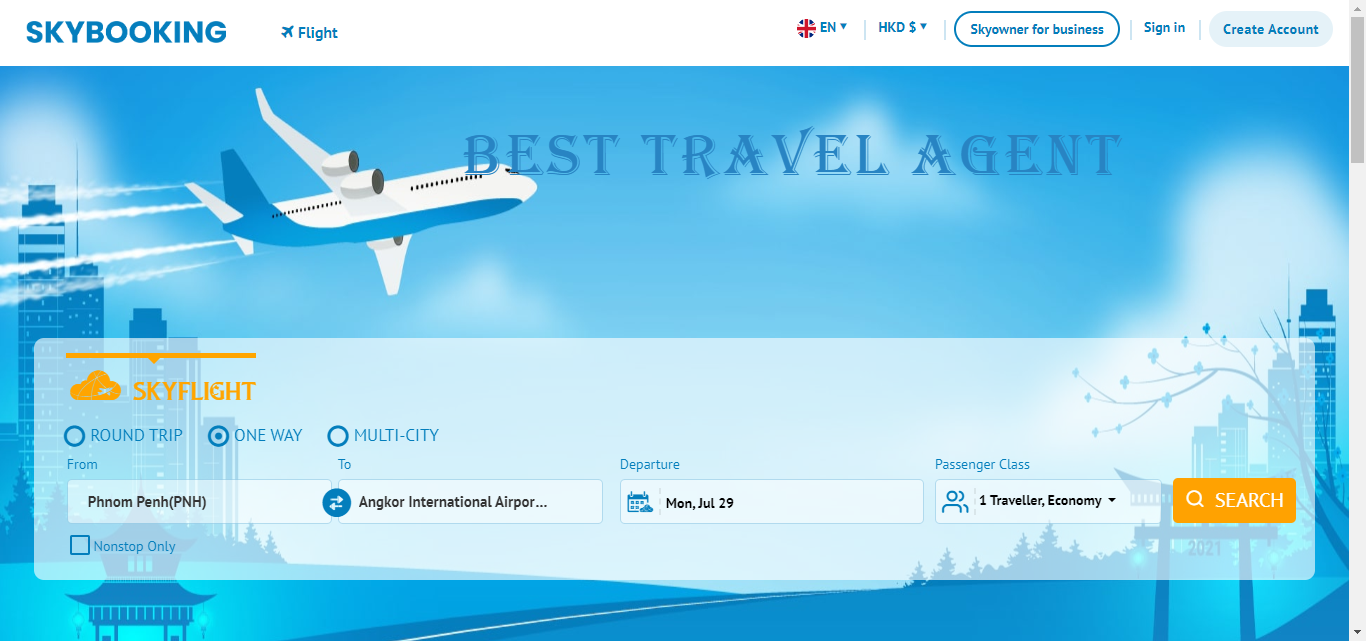 SKYBOOKING
Flight
EN
HKD $
Skyowner for business
Sign in
Create Account
BEST TRAVEL AGENT
SKYFLIGHT
ROUND TRIP
ONE WAY
MULTI-CITY
From
To
Departure
Passenger Class
Phnom Penh(PNH)
Angkor International Airpor...
Mon, Jul 29
1 Traveller, Economy
SEARCH
Nonstop Only
2021